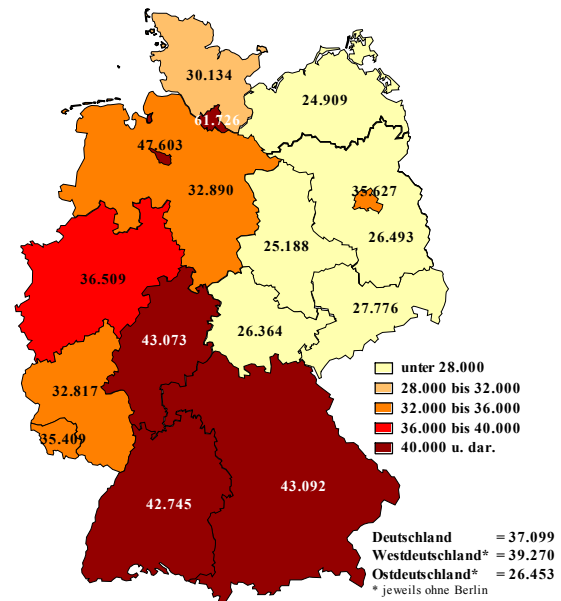 30.134
24.909
61.726
47.603
32.890
35.627
25.188
26.493
36.509
27.776
26.364
43.073
unter 28.000
32.817
28.000 bis 32.000
32.000 bis 36.000
35.409
36.000 bis 40.000
40.000 u. dar.
42.745
43.092
Deutschland = 37.099
Westdeutschland* = 39.270
Ostdeutschland* = 26.453
* jeweils ohne Berlin